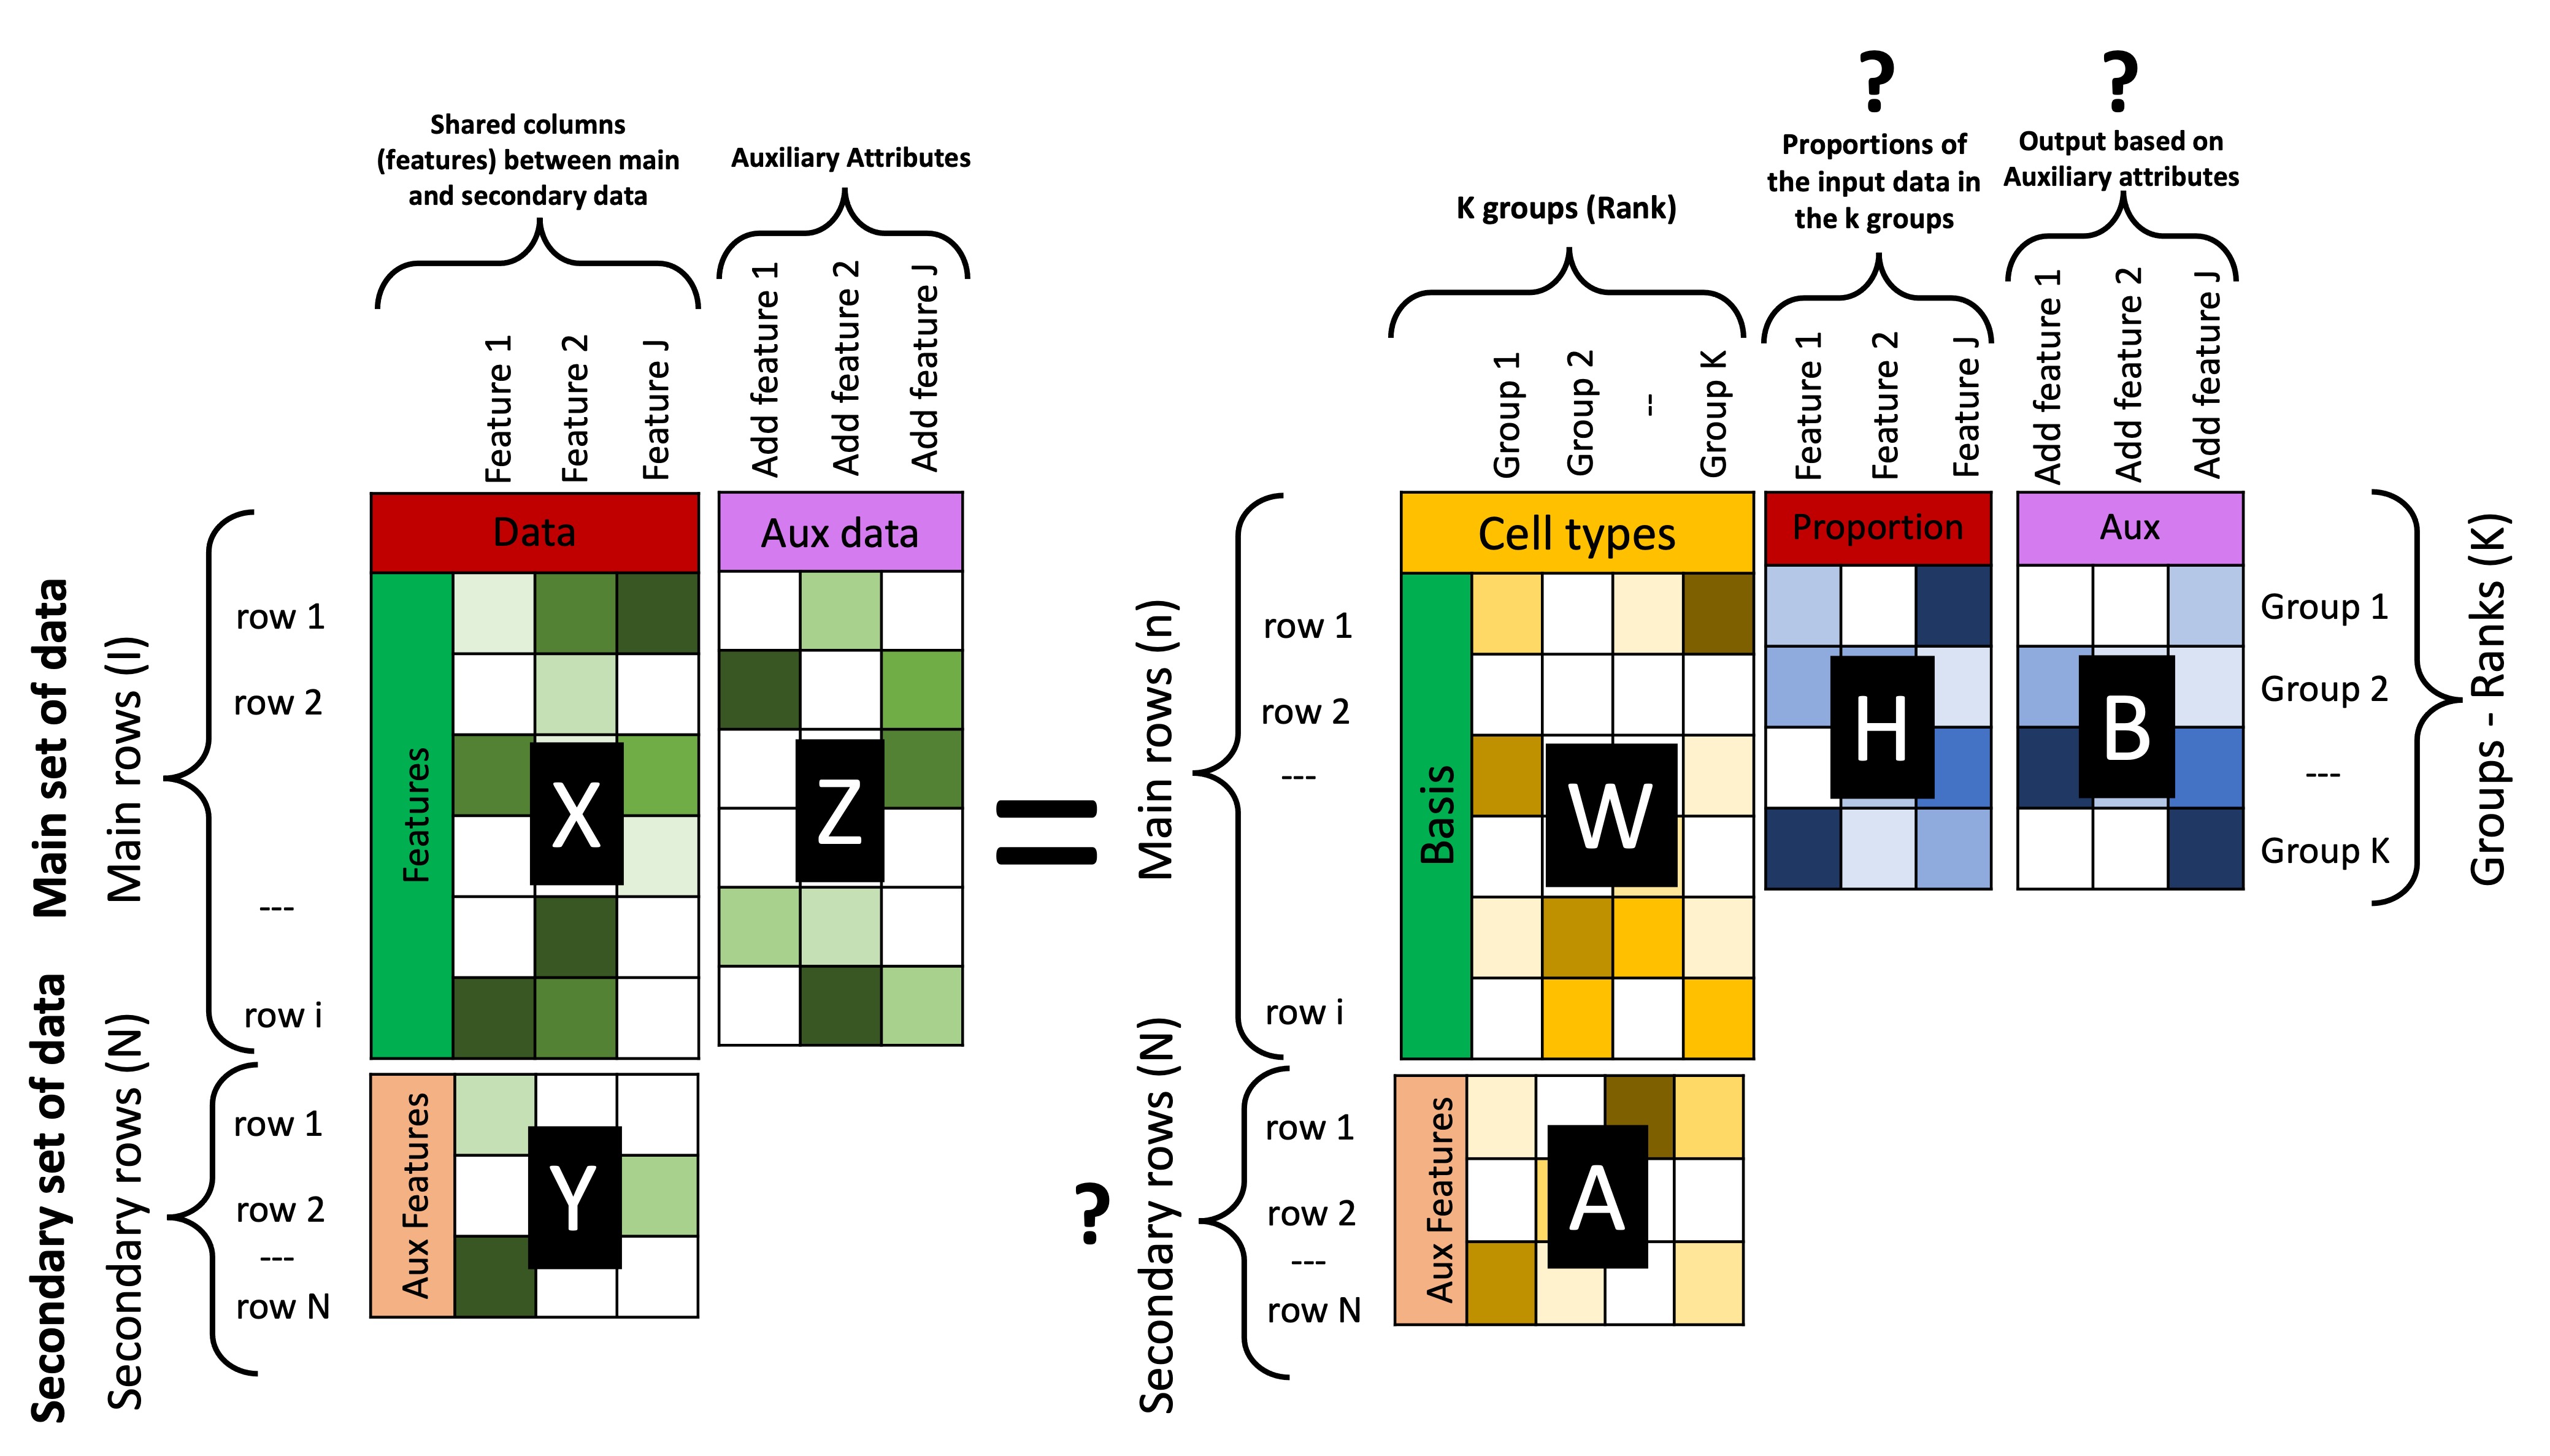 Shared columns
(features) between main
and secondary data
Auxiliary Attributes
K groups (Rank)
?
Proportions of
the input data in
the k groups
?
Output based on
Auxiliary attributes
Feature 1
Feature 2
Feature J
Add feature 1
Add feature 2
Add feature J
Group 1
Group 2
--
Group K
Feature 1
Feature 2
Feature J
Add feature 1
Add feature 2
Add feature J
Main set of data
Main rows (I)
row 1
row 2
---
row i
Data
Features
X
Aux data
Z
=
Main rows (n)
row 1
row 2
---
row i
Cell types
Basis
W
Proportion
H
Aux
B
Group 1
Group 2
---
Group K
Groups - Ranks (K)
Secondary set of data
Secondary rows (N)
row 1
row 2
---
row N
Aux Features
Y
?
Secondary rows (N)
row 1
row 2
---
row N
Aux Features
A